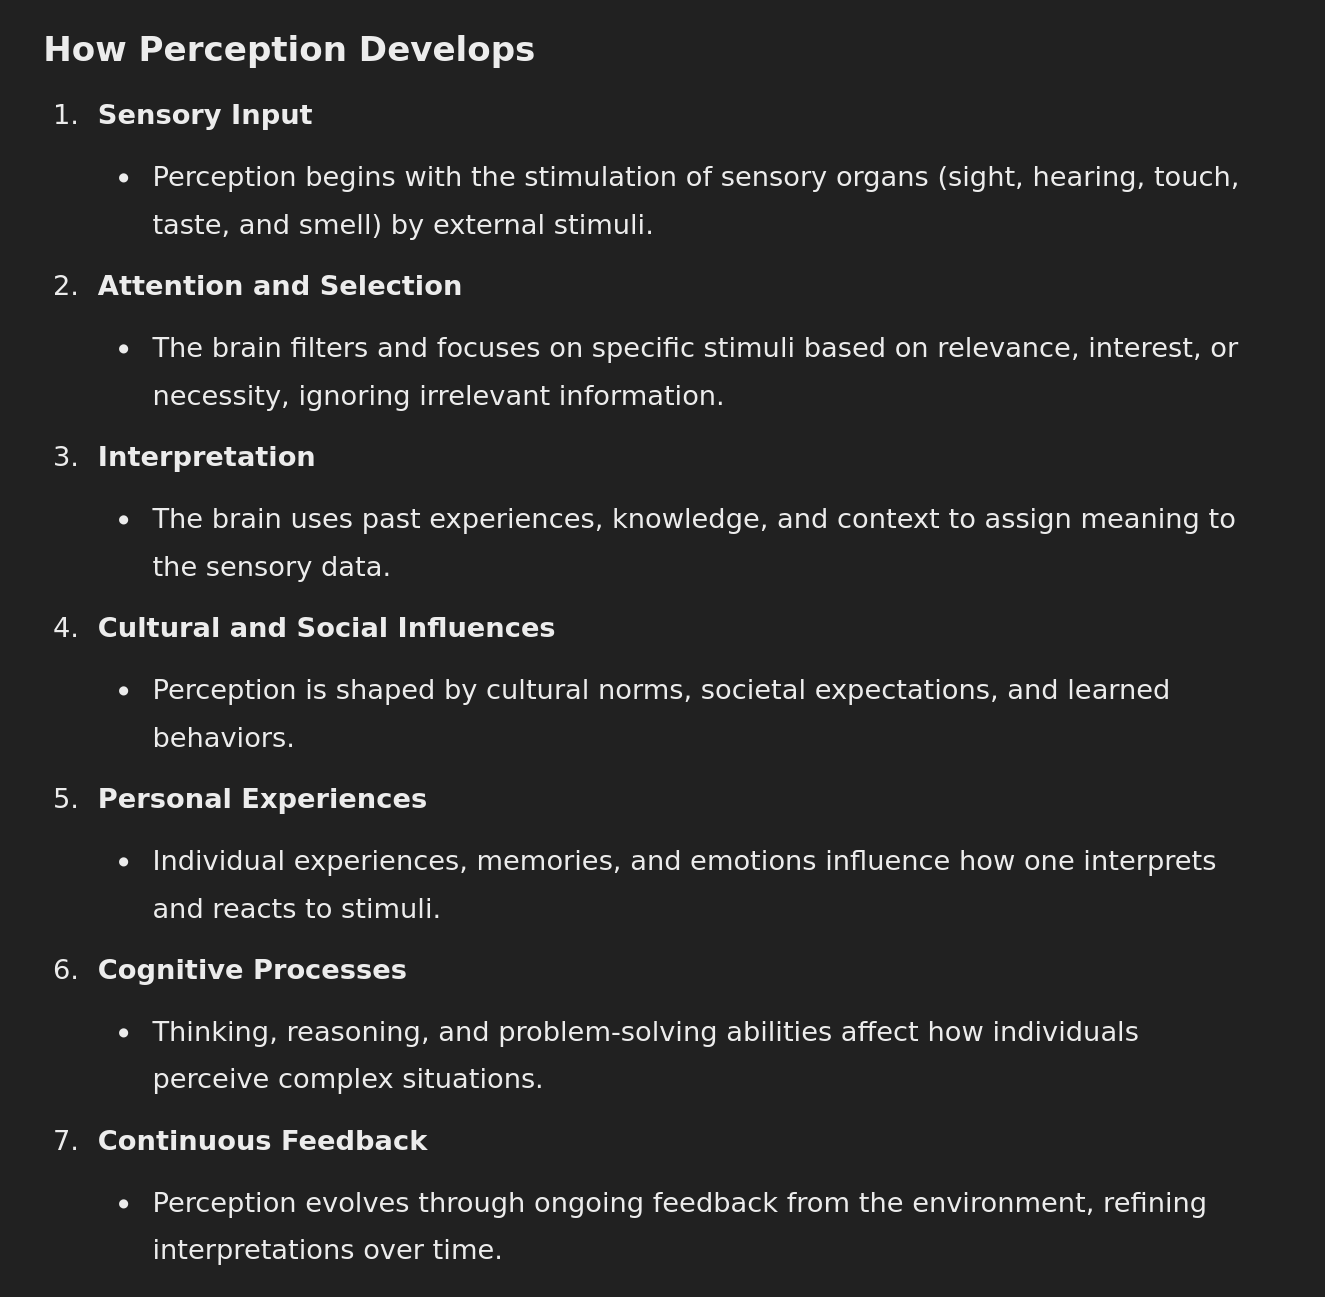 How Perception Develops
1. Sensory Input
• Perception begins with the stimulation of sensory organs (sight, hearing, touch,
taste, and smell) by external stimuli.
2. Attention and Selection
• The brain filters and focuses on specific stimuli based on relevance, interest, or
necessity, ignoring irrelevant information.
3. Interpretation
• The brain uses past experiences, knowledge, and context to assign meaning to
the sensory data.
4. Cultural and Social Influences
• Perception is shaped by cultural norms, societal expectations, and learned
behaviors.
5. Personal Experiences
• Individual experiences, memories, and emotions influence how one interprets
and reacts to stimuli.
6. Cognitive Processes
• Thinking, reasoning, and problem-solving abilities affect how individuals
perceive complex situations.
7. Continuous Feedback
• Perception evolves through ongoing feedback from the environment, refining
interpretations over time.